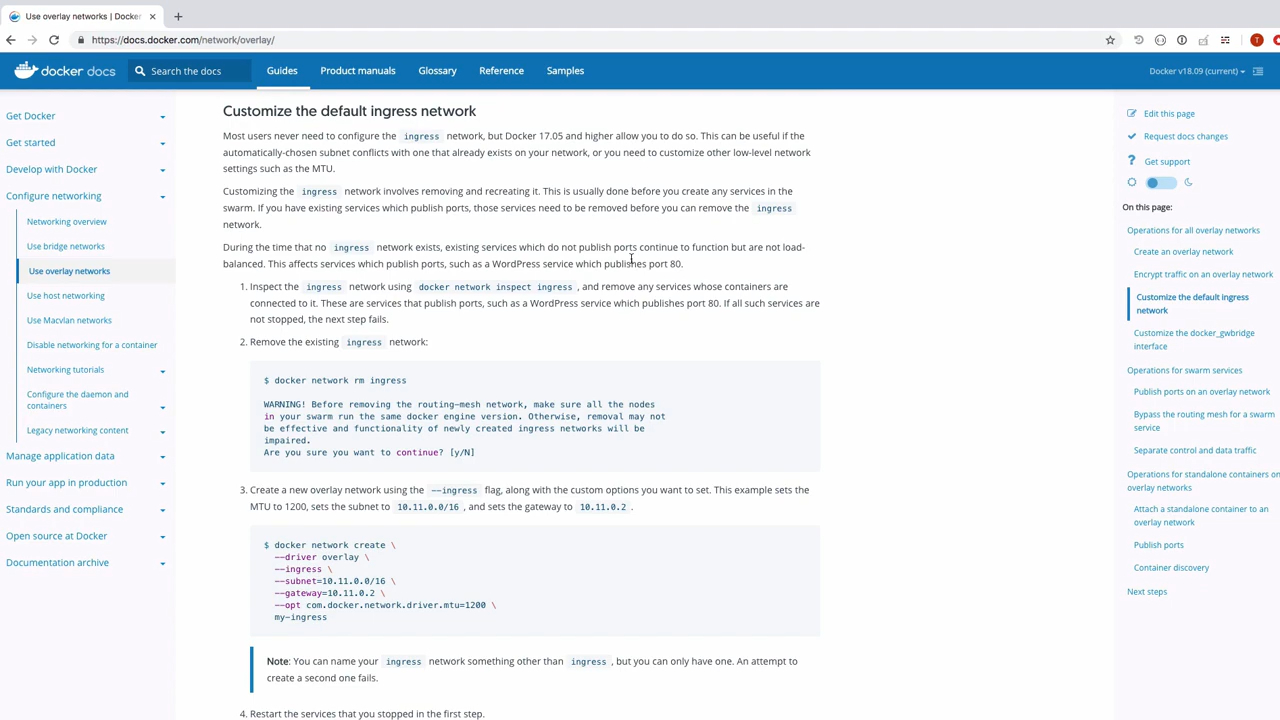 Use overlay networks | Docker
https://docs.docker.com/network/overlay/
T
docker docs
Search the docs
Guides
Product manuals
Glossary
Reference
Samples
Docker v18.09 (current)
Get Docker
Get started
Develop with Docker
Configure networking
Networking overview
Use bridge networks
Use overlay networks
Use host networking
Use Macvlan networks
Disable networking for a container
Networking tutorials
Configure the daemon and
containers
Legacy networking content
Manage application data
Run your app in production
Standards and compliance
Open source at Docker
Documentation archive
Customize the default ingress network
Most users never need to configure the ingress network, but Docker 17.05 and higher allow you to do so. This can be useful if the
automatically-chosen subnet conflicts with one that already exists on your network, or you need to customize other low-level network
settings such as the MTU.
Customizing the ingress network involves removing and recreating it. This is usually done before you create any services in the
swarm. If you have existing services which publish ports, those services need to be removed before you can remove the ingress
network.
During the time that no ingress network exists, existing services which do not publish ports continue to function but are not load-
balanced. This affects services which publish ports, such as a WordPress service which publishes port 80.
1. Inspect the ingress network using docker network inspect ingress , and remove any services whose containers are
connected to it. These are services that publish ports, such as a WordPress service which publishes port 80. If all such services are
not stopped, the next step fails.
2. Remove the existing ingress network:
$ docker network rm ingress
WARNING! Before removing the routing-mesh network, make sure all the nodes
in your swarm run the same docker engine version. Otherwise, removal may not
be effective and functionality of newly created ingress networks will be
impaired.
Are you sure you want to continue? [y/N]
3. Create a new overlay network using the --ingress flag, along with the custom options you want to set. This example sets the
MTU to 1200, sets the subnet to 10.11.0.0/16 , and sets the gateway to 10.11.0.2 .
$ docker network create \
--driver overlay \
--ingress \
--subnet=10.11.0.0/16 \
--gateway=10.11.0.2 \
--opt com.docker.network.driver.mtu=1200 \
my-ingress
Note: You can name your ingress network something other than ingress , but you can only have one. An attempt to
create a second one fails.
4. Restart the services that you stopped in the first step.
Edit this page
Request docs changes
Get support
On this page:
Operations for all overlay networks
Create an overlay network
Encrypt traffic on an overlay network
Customize the default ingress
network
Customize the docker_gwbridge
interface
Operations for swarm services
Publish ports on an overlay network
Bypass the routing mesh for a swarm
service
Separate control and data traffic
Operations for standalone containers on
overlay networks
Attach a standalone container to an
overlay network
Publish ports
Container discovery
Next steps